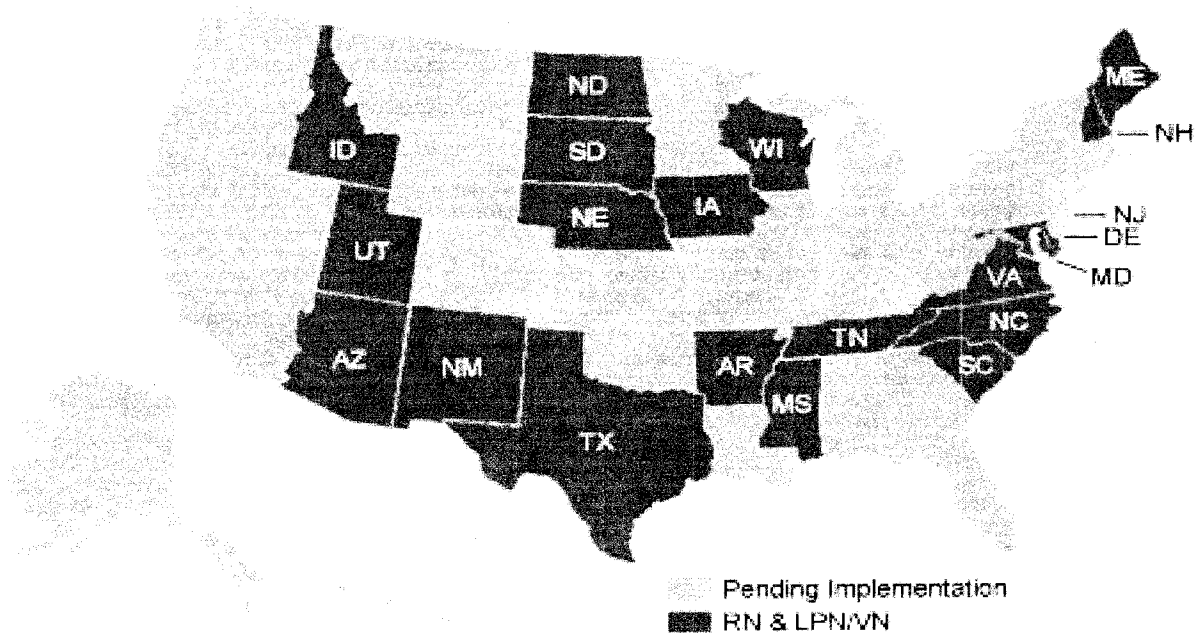 ME
ND
NH
ID
SD
WI
NE
IA
NJ
DE
UT
VA
MD
NC
TN
AZ
NM
AR
SC
MS
TX
Pending Implementation
RN & LPN/VN